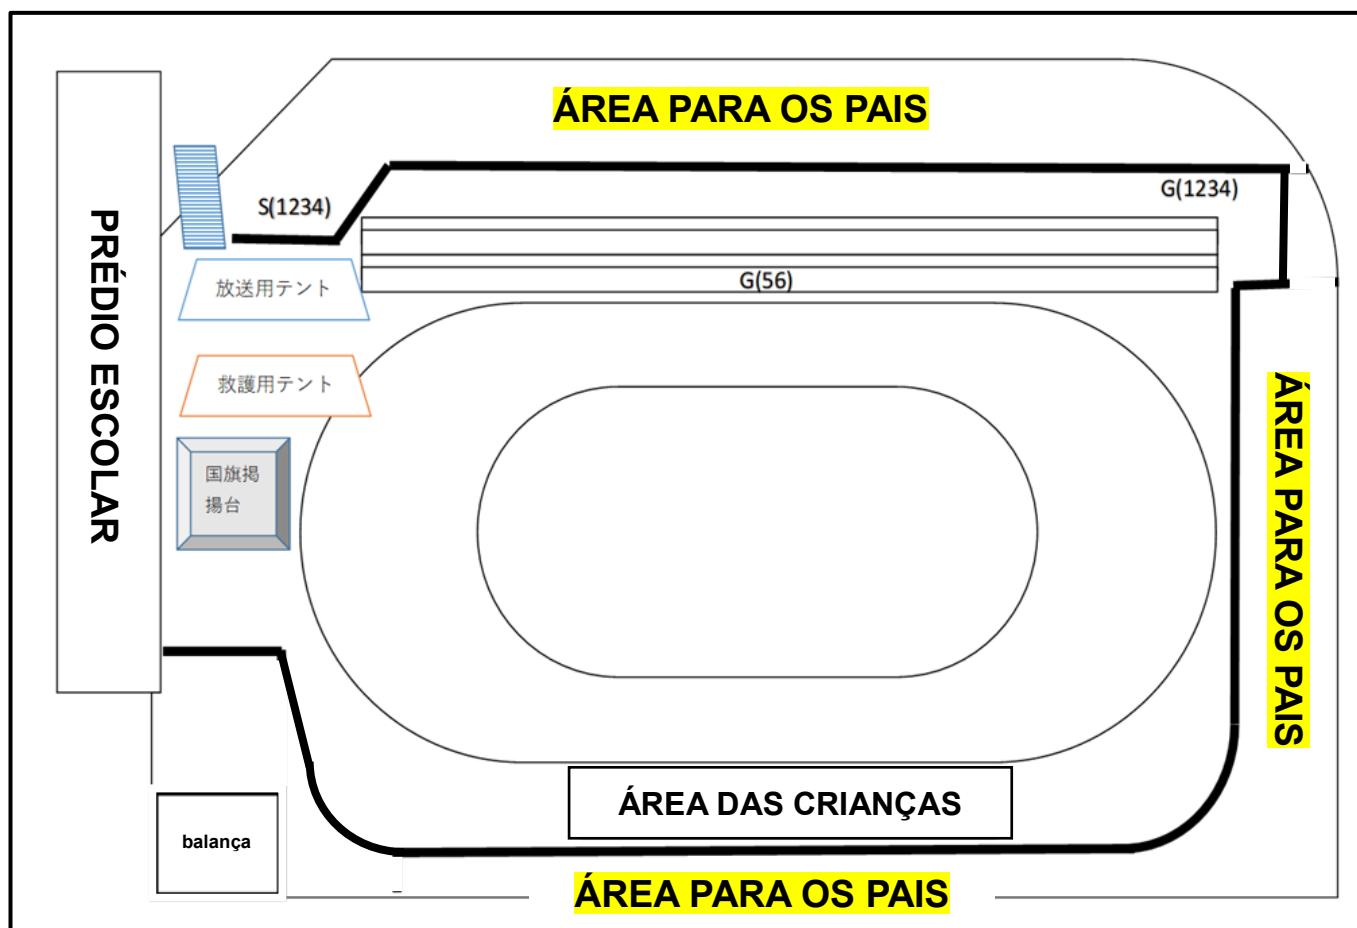 ÁREA PARA OS PAIS
S(1234)
G(1234)
PRÉDIO ESCOLAR
放送用テント
G(56)
救護用テント
国旗掲
揚台
ÁREA PARA OS PAIS
ÁREA DAS CRIANÇAS
balança
ÁREA PARA OS PAIS